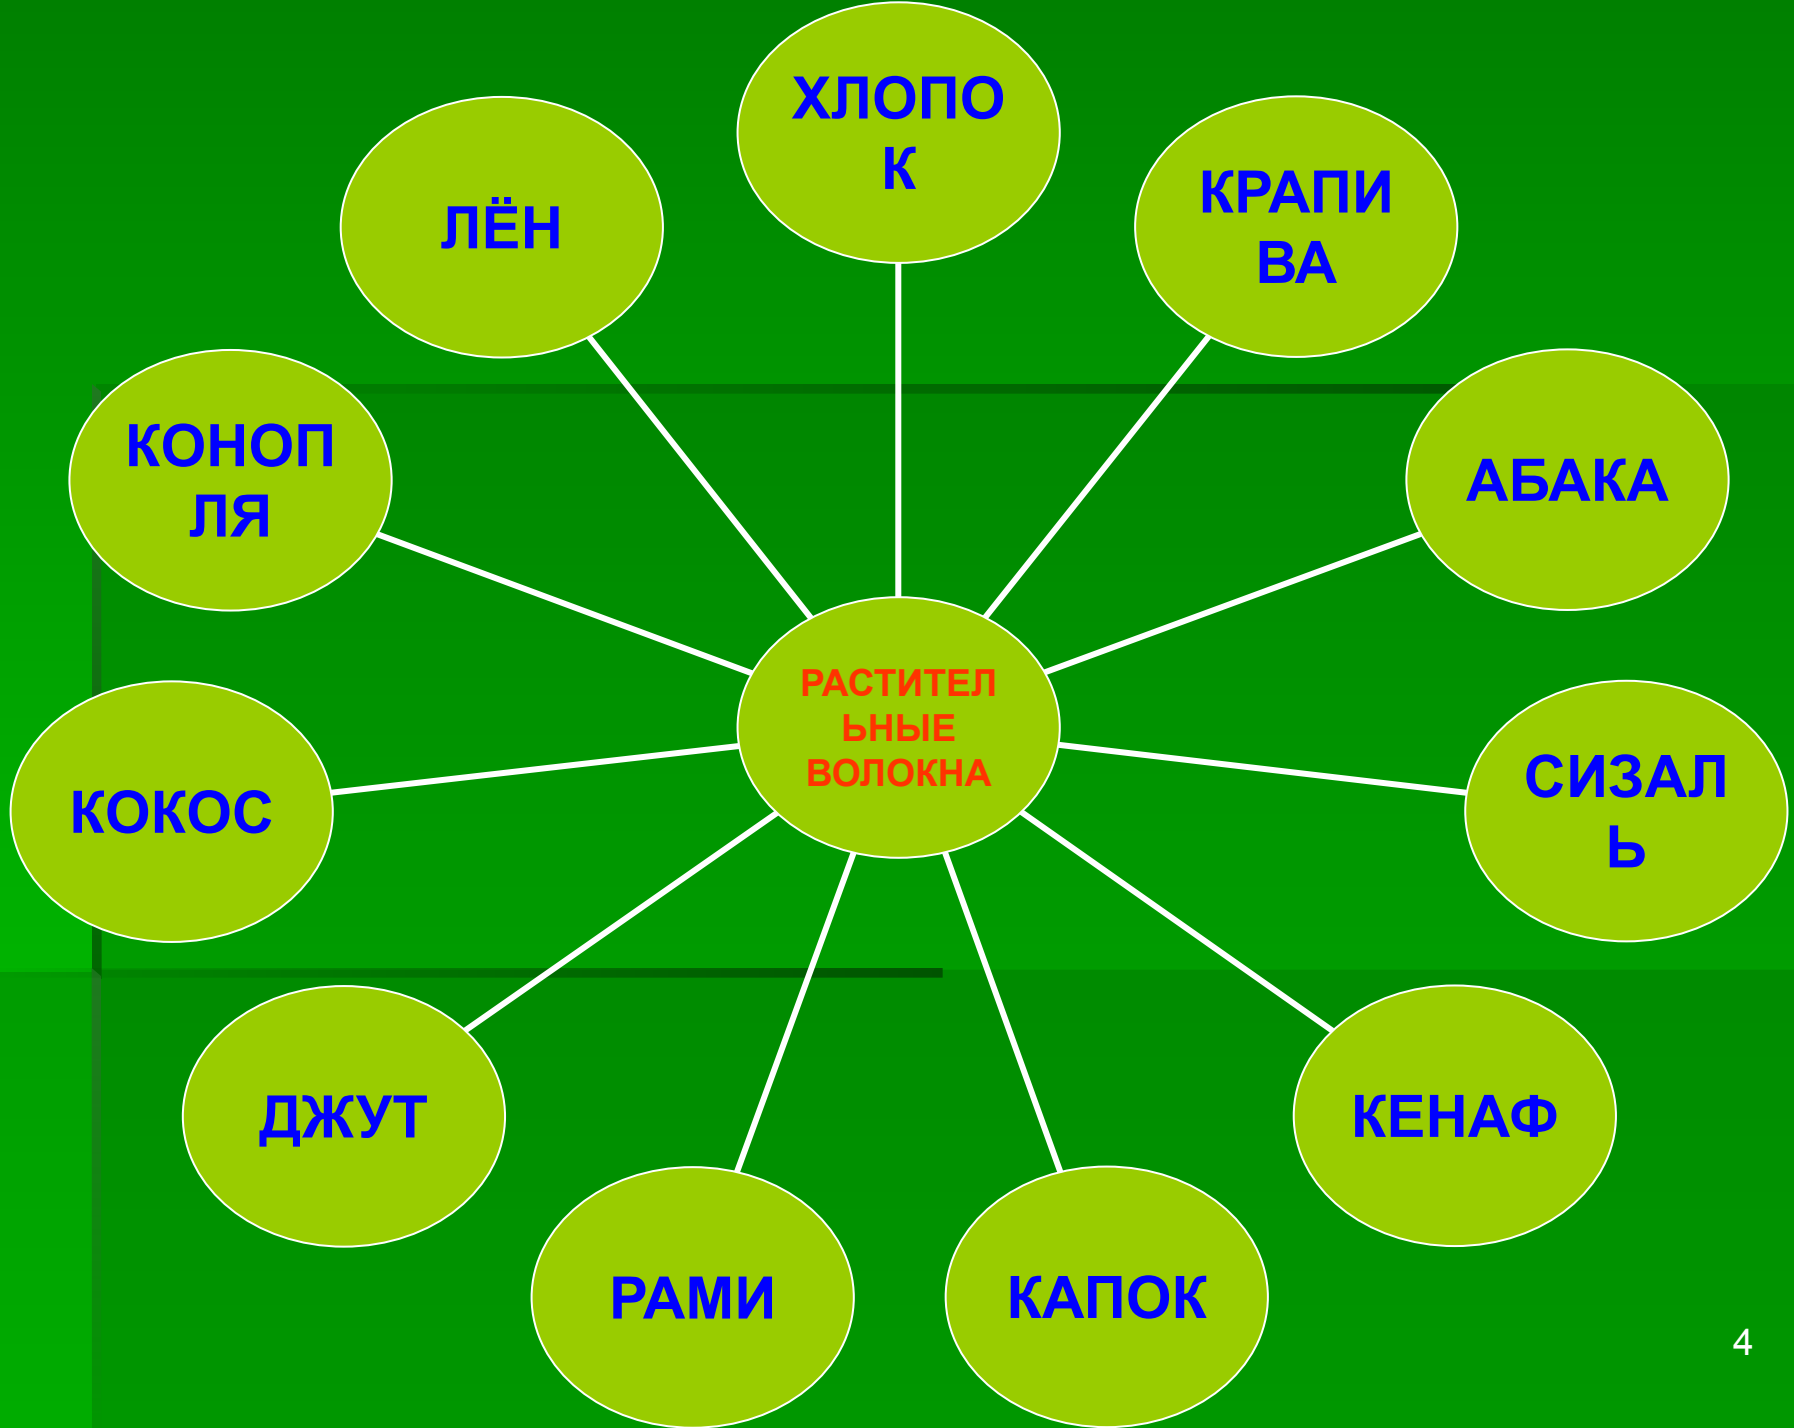 ХЛОПО
К
ЛЁН
КРАПИ
ВА
КОНОП
ЛЯ
АБАКА
РАСТИТЕЛ
ЬНЫЕ
ВОЛОКНА
КОКОС
СИЗАЛ
Ь
ДЖУТ
КЕНАФ
РАМИ
КАПОК
4